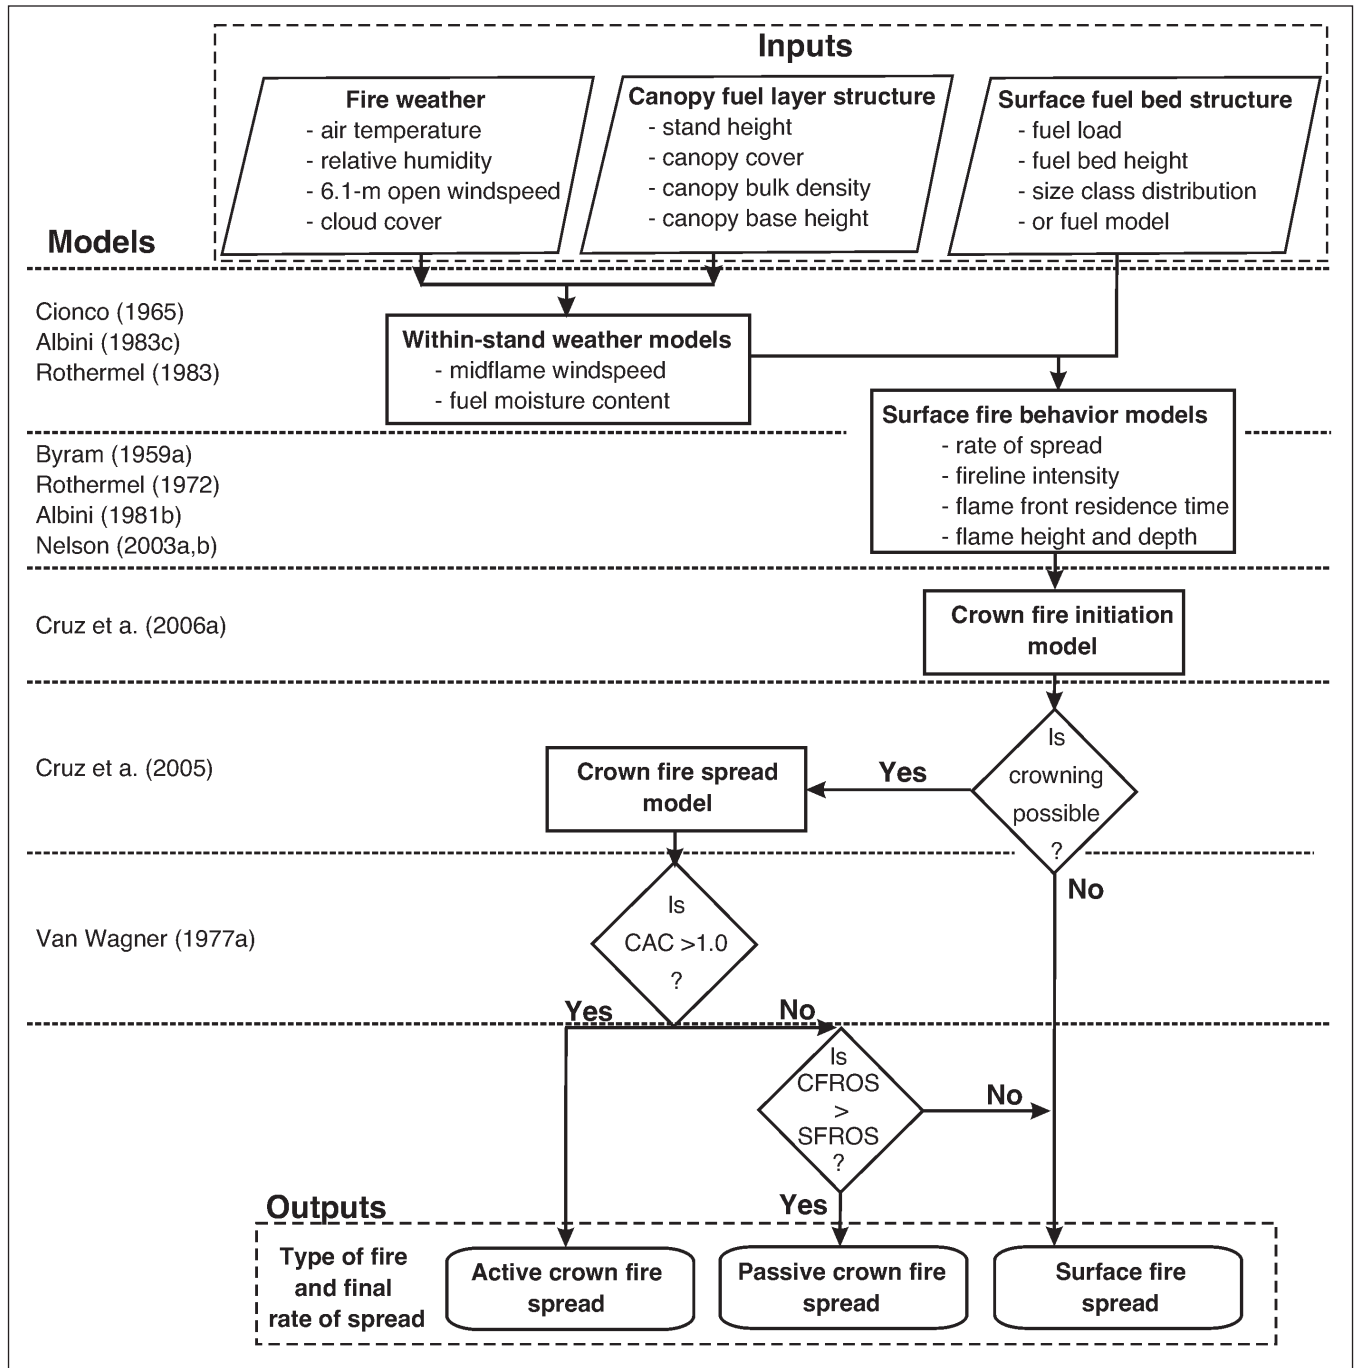 Inputs
Fire weather
- air temperature
- relative humidity
- 6.1-m open windspeed
- cloud cover
Canopy fuel layer structure
- stand height
- canopy cover
- canopy bulk density
- canopy base height
Surface fuel bed structure
- fuel load
- fuel bed height
- size class distribution
- or fuel model
Models
Cionco (1965)
Albini (1983c)
Rothermel (1983)
Within-stand weather models
- midflame windspeed
- fuel moisture content
Surface fire behavior models
- rate of spread
- fireline intensity
- flame front residence time
- flame height and depth
Byram (1959a)
Rothermel (1972)
Albini (1981b)
Nelson (2003a,b)
Cruz et a. (2006a)
Crown fire initiation
model
Cruz et a. (2005)
Crown fire spread
model
Yes
Is
crowning
possible
?
No
Van Wagner (1977a)
Is
CAC >1.0
?
Yes
No
Is
CFROS
>
SFROS
?
No
Yes
Outputs
Type of fire
and final
rate of spread
Active crown fire
spread
Passive crown fire
spread
Surface fire
spread